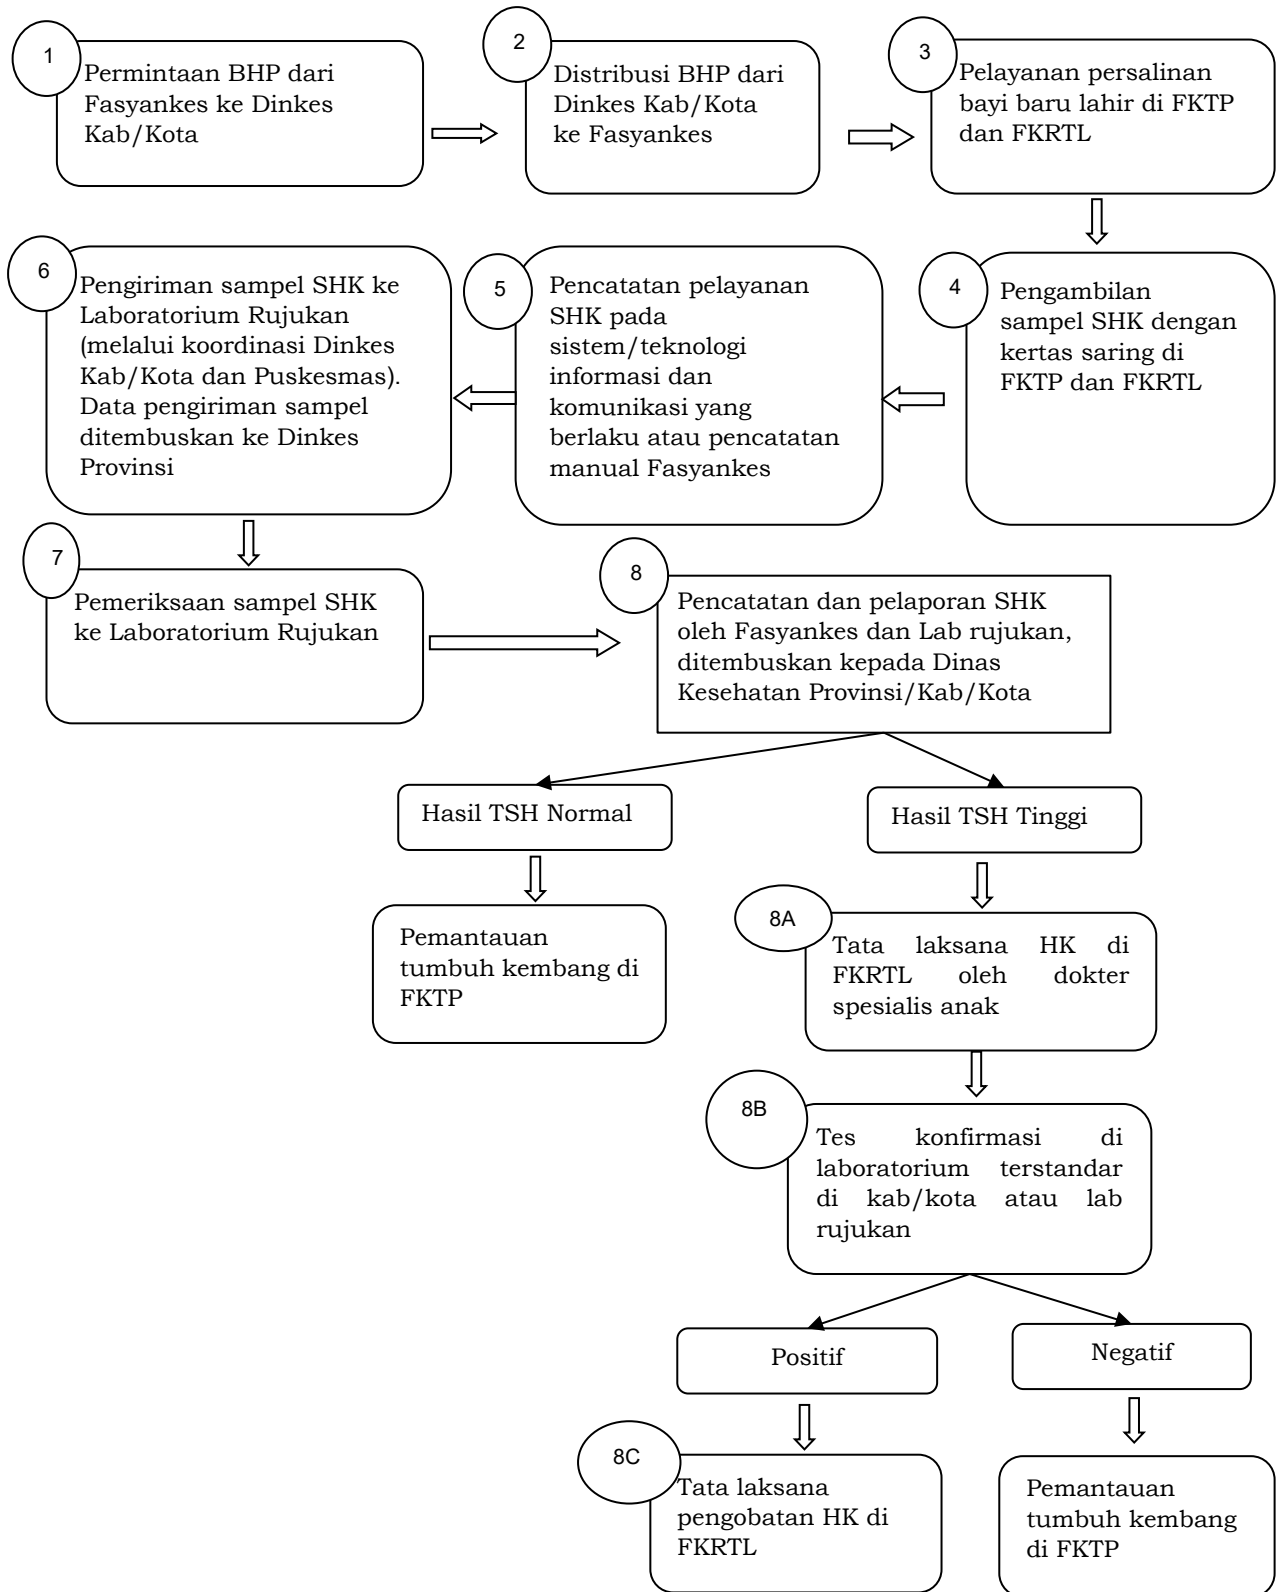 1
Permintaan BHP dari
Fasyankes ke Dinkes
Kab/Kota
2
Distribusi BHP dari
Dinkes Kab/Kota
ke Fasyankes
3
Pelayanan persalinan
bayi baru lahir di FKTP
dan FKRTL
4
Pengambilan
sampel SHK dengan
kertas saring di
FKTP dan FKRTL
5
Pencatatan pelayanan
SHK pada
sistem/teknologi
informasi dan
komunikasi yang
berlaku atau pencatatan
manual Fasyankes
6
Pengiriman sampel SHK ke
Laboratorium Rujukan
(melalui koordinasi Dinkes
Kab/Kota dan Puskesmas).
Data pengiriman sampel
ditembuskan ke Dinkes
Provinsi
7
Pemeriksaan sampel SHK
ke Laboratorium Rujukan
8
Pencatatan dan pelaporan SHK
oleh Fasyankes dan Lab rujukan,
ditembuskan kepada Dinas
Kesehatan Provinsi/Kab/Kota
Hasil TSH Normal
Hasil TSH Tinggi
Pemantauan
tumbuh kembang di
FKTP
8A
Tata laksana HK di
FKRTL oleh dokter
spesialis anak
8B
Tes konfirmasi di
laboratorium terstandar
di kab/kota atau lab
rujukan
Positif
Negatif
8C
Tata laksana
pengobatan HK di
FKRTL
Pemantauan
tumbuh kembang
di FKTP